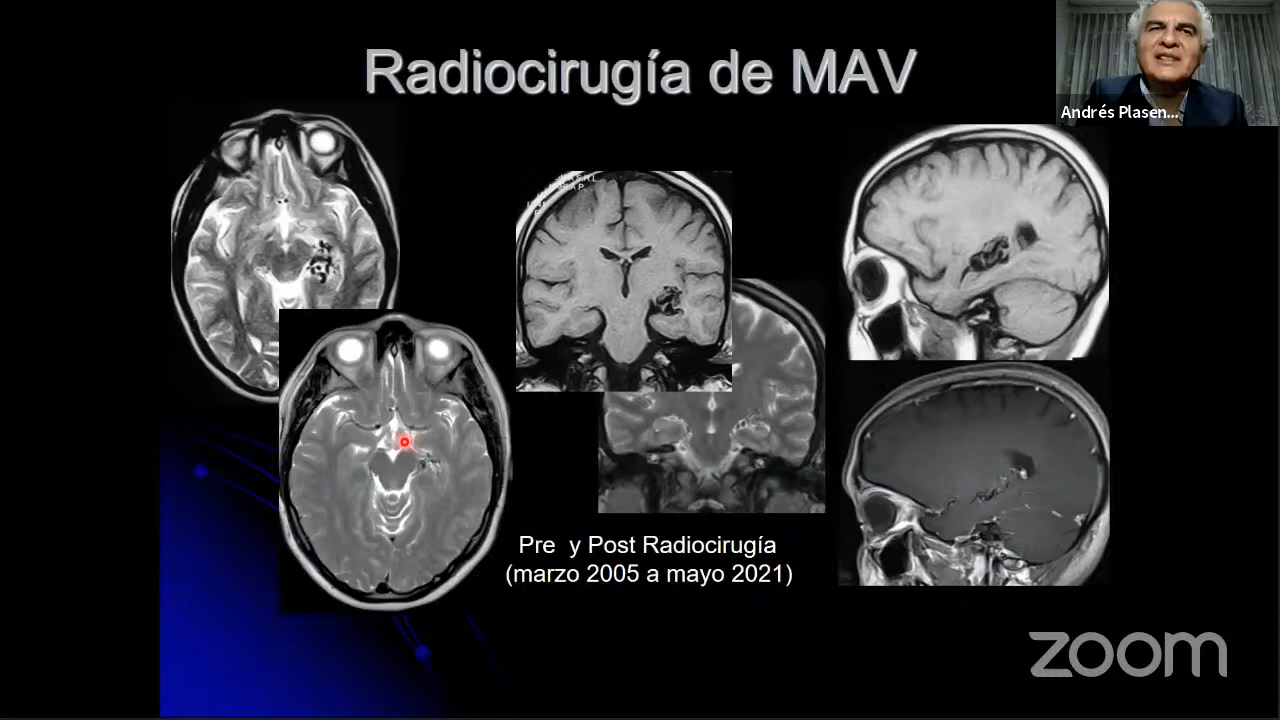 Radiocirugía de MAV
Andrés Plasen...
Pre y Post Radiocirugía
(marzo 2005 a mayo 2021)
zoom